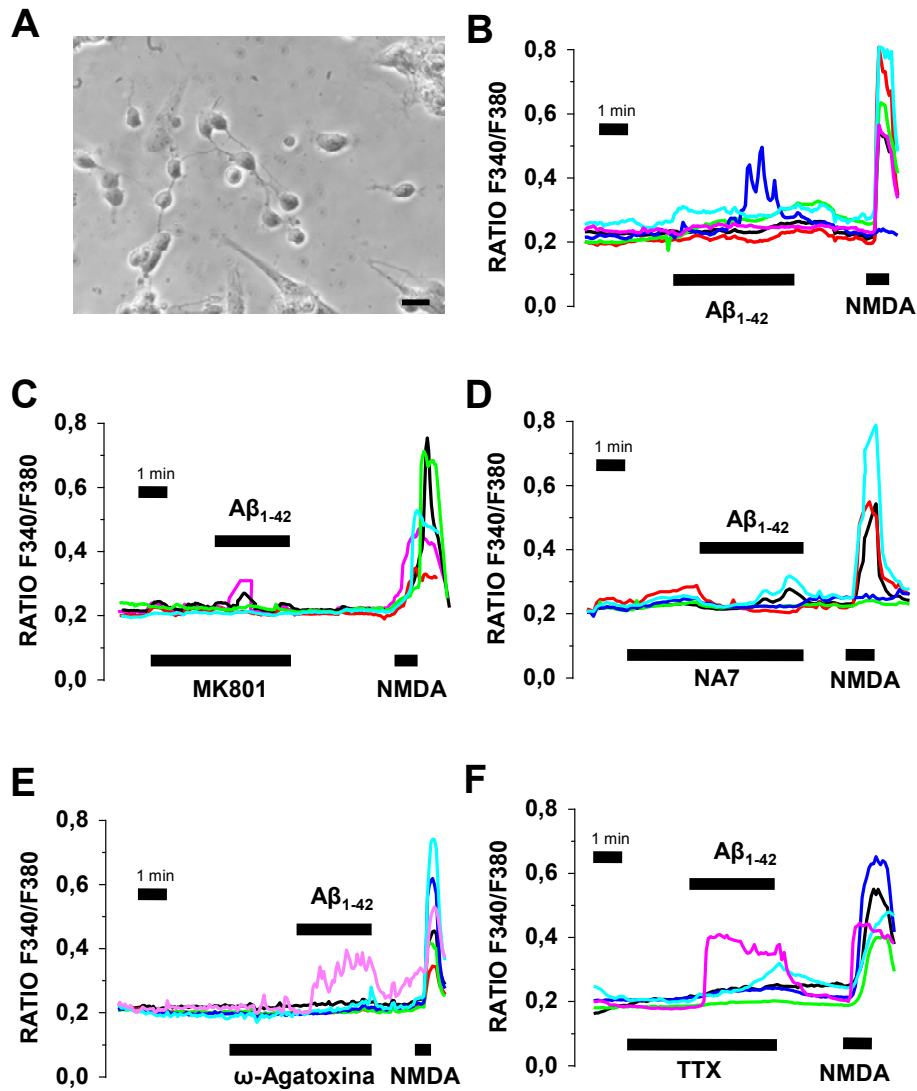 A
B
RATIO F340/F380
0,8
0,6
0,4
0,2
0,0
1 min
Aβ1-42
NMDA
C
RATIO F340/F380
0,8
0,6
0,4
0,2
0,0
1 min
Aβ1-42
MK801
NMDA
D
RATIO F340/F380
0,8
0,6
0,4
0,2
0,0
1 min
Aβ1-42
NA7
NMDA
E
RATIO F340/F380
0,8
0,6
0,4
0,2
0,0
1 min
Aβ1-42
ω-Agatoxina
NMDA
F
RATIO F340/F380
0,8
0,6
0,4
0,2
0,0
1 min
Aβ1-42
TTX
NMDA